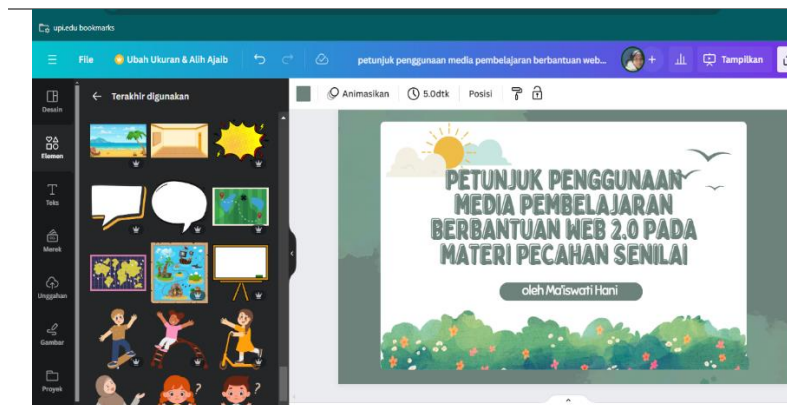 upi.edu bookmarks
File
Ubah Ukuran & Alih Ajaib
petunjuk penggunaan media pembelajaran berbantuan web...
+
Tampilkan
Desain
Elemen
Teks
Merek
Unggahan
Gambar
Proyek
Terakhir digunakan
Animasikan
5.0dtk
Posisi
PETUNJUK PENGGUNAAN
MEDIA PEMBELAJARAN
BERBANTUAN WEB 2.0 PADA
MATERI PECAHAN SENILAI
oleh Ma'iswati Hani